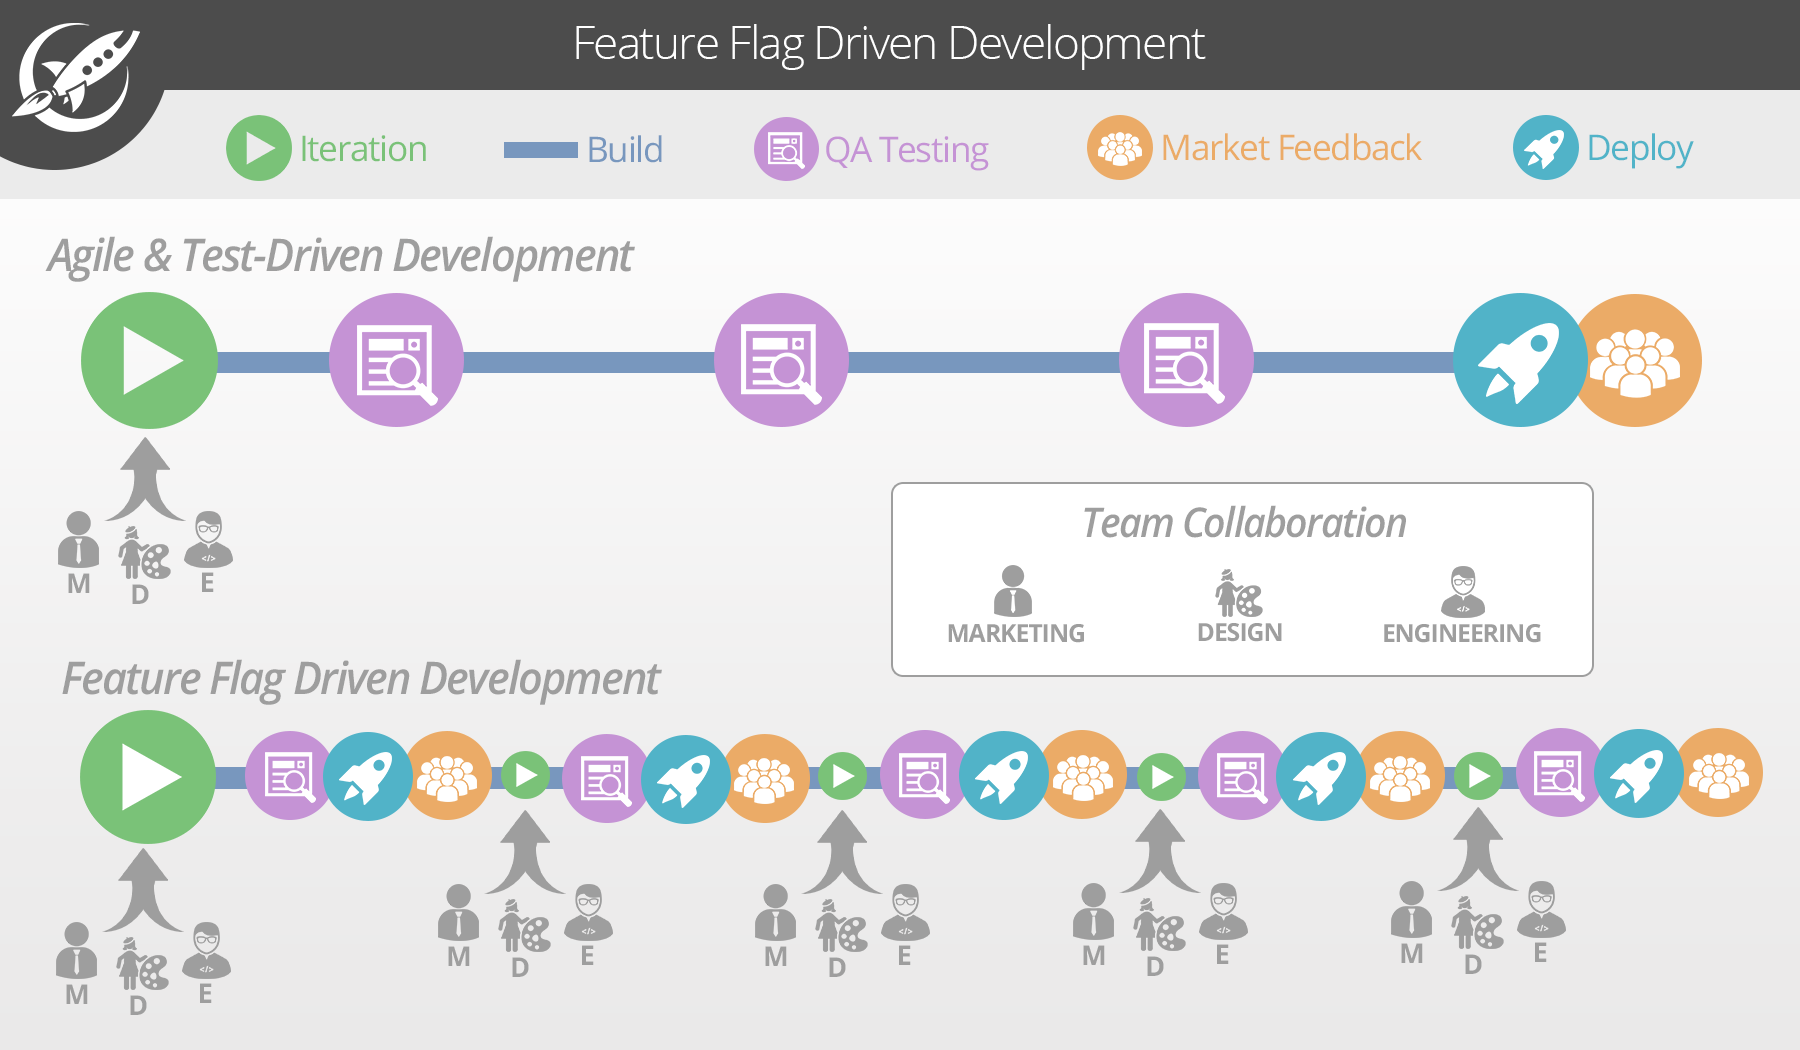 Feature Flag Driven Development
Iteration
Build
QA Testing
Market Feedback
Deploy
Agile & Test-Driven Development
M
D
E
Team Collaboration
MARKETING
DESIGN
ENGINEERING
Feature Flag Driven Development
M
D
E
M
D
E
M
D
E
M
D
E
M
D
E